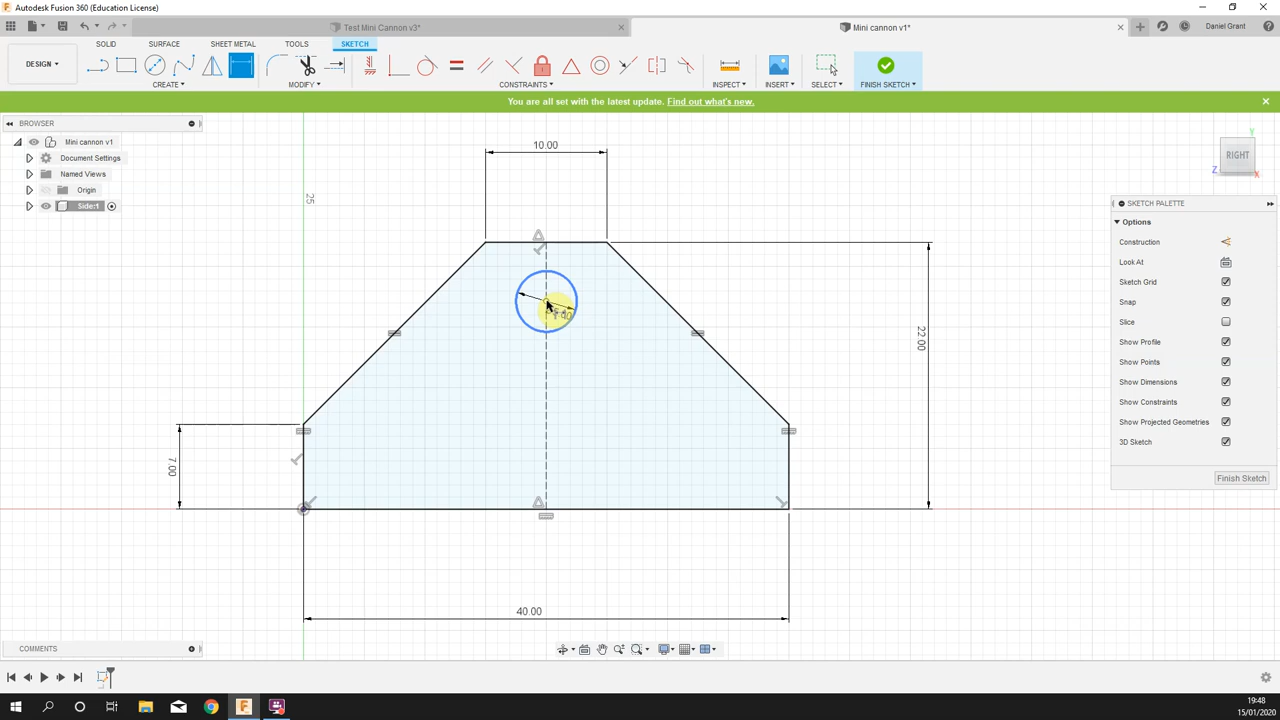 Autodesk Fusion 360 (Education License)
Test Mini Cannon v3*
Mini cannon v1*
Daniel Grant
SOLID
SURFACE
SHEET METAL
TOOLS
SKETCH
DESIGN
CREATE
MODIFY
CONSTRAINTS
INSPECT
INSERT
SELECT
FINISH SKETCH
You are all set with the latest update. Find out what's new.
BROWSER
Mini cannon v1
Document Settings
Named Views
Origin
Side:1
10.00
25
22.00
7.00
40.00
Y
RIGHT
Z
X
SKETCH PALETTE
Options
Construction
Look At
Sketch Grid
Snap
Slice
Show Profile
Show Points
Show Dimensions
Show Constraints
Show Projected Geometries
3D Sketch
Finish Sketch
COMMENTS
19:48
15/01/2020